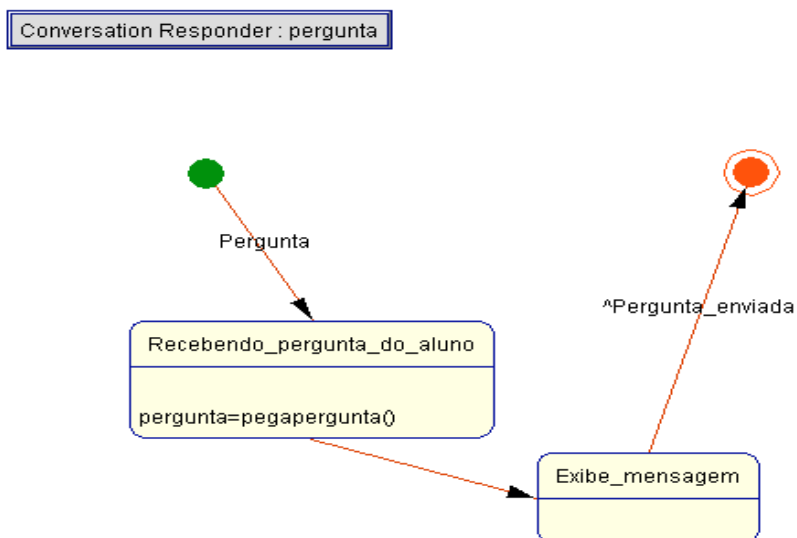 Conversation Responder : pergunta
Pergunta
^Pergunta_enviada
Recebendo_pergunta_do_aluno
pergunta=pegapergunta()
Exibe_mensagem